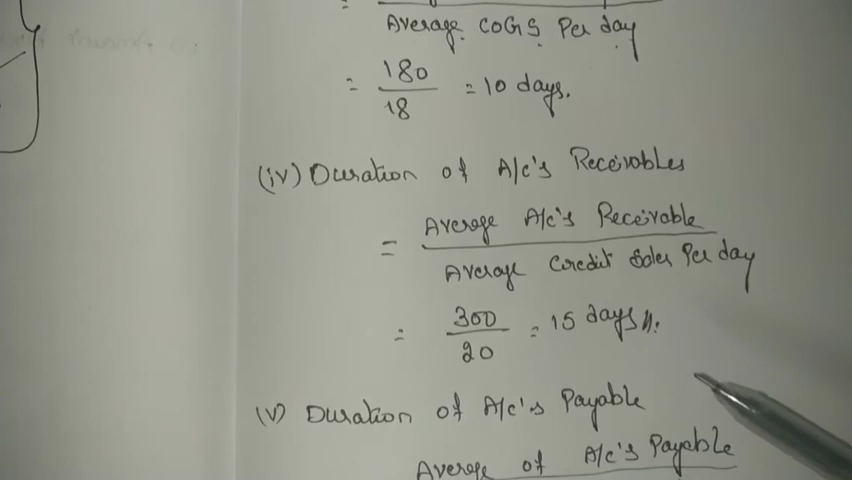 Average COGS Per day
= 180 / 18 = 10 days.
(iv) Duration of A/c's Receivables
= Average A/c's Receivable / Average Credit Sales Per day
= 300 / 20 = 15 days //.
(v) Duration of A/c's Payable
Average of A/c's Payable